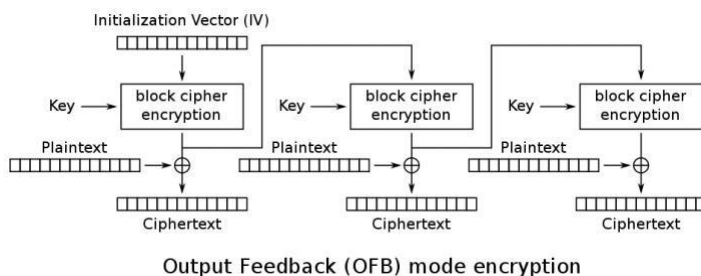 Initialization Vector (IV)
Key
block cipher
encryption
Key
block cipher
encryption
Key
block cipher
encryption
Plaintext
Plaintext
Plaintext
Ciphertext
Ciphertext
Ciphertext
Output Feedback (OFB) mode encryption